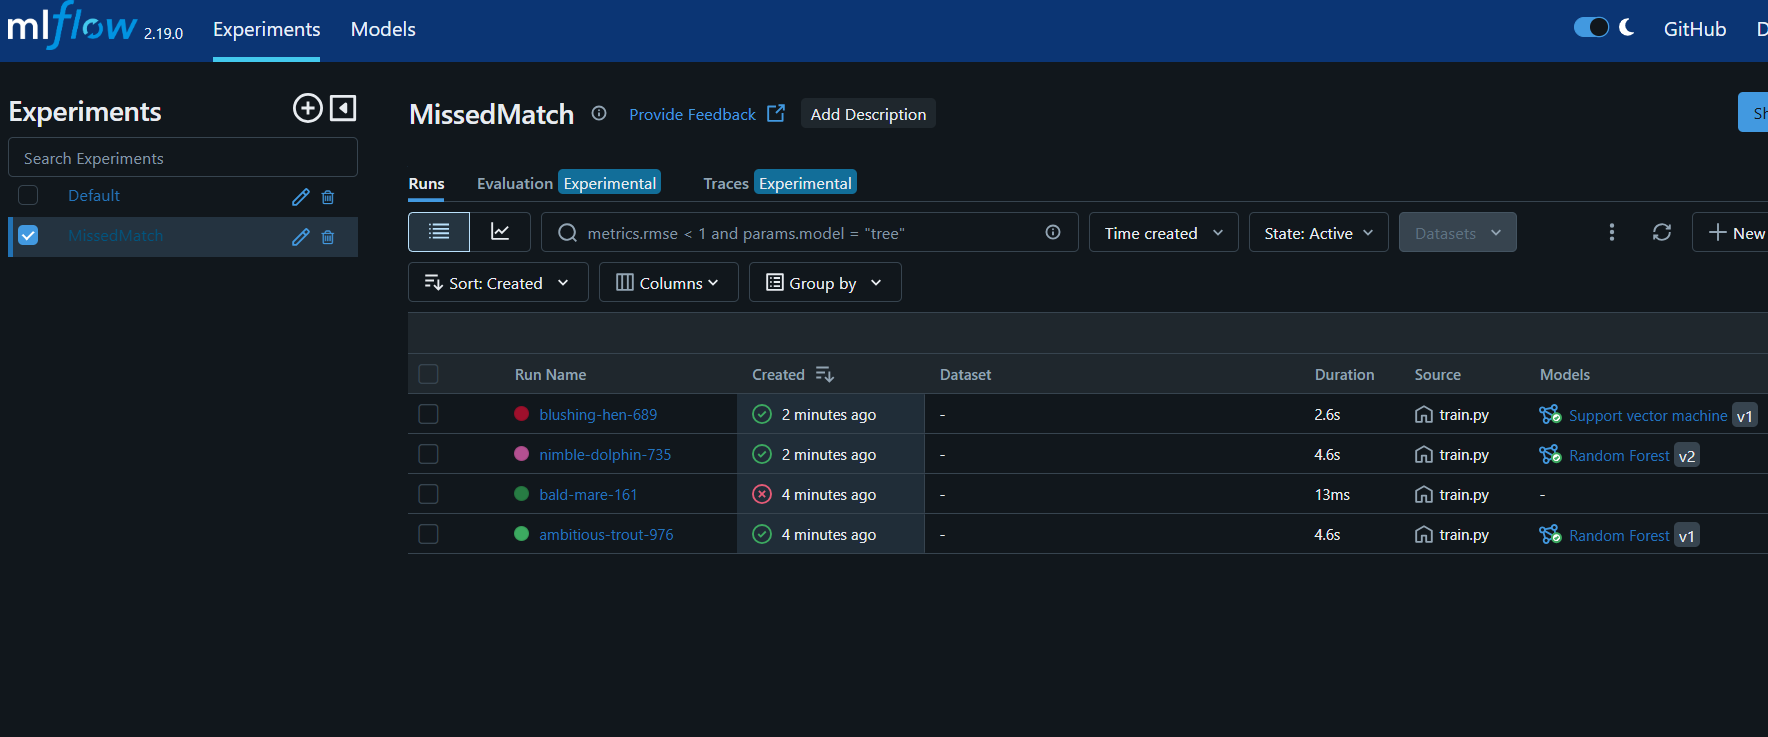 mlflow 2.19.0 Experiments Models GitHub D
Experiments
Search Experiments
Default
MissedMatch
MissedMatch Provide Feedback Add Description Sh
Runs Evaluation Experimental Traces Experimental
metrics.rmse < 1 and params.model = "tree" Time created State: Active Datasets New
Sort: Created Columns Group by
Run Name Created Dataset Duration Source Models
blushing-hen-689 2 minutes ago - 2.6s train.py Support vector machine v1
nimble-dolphin-735 2 minutes ago - 4.6s train.py Random Forest v2
bald-mare-161 4 minutes ago - 13ms train.py -
ambitious-trout-976 4 minutes ago - 4.6s train.py Random Forest v1